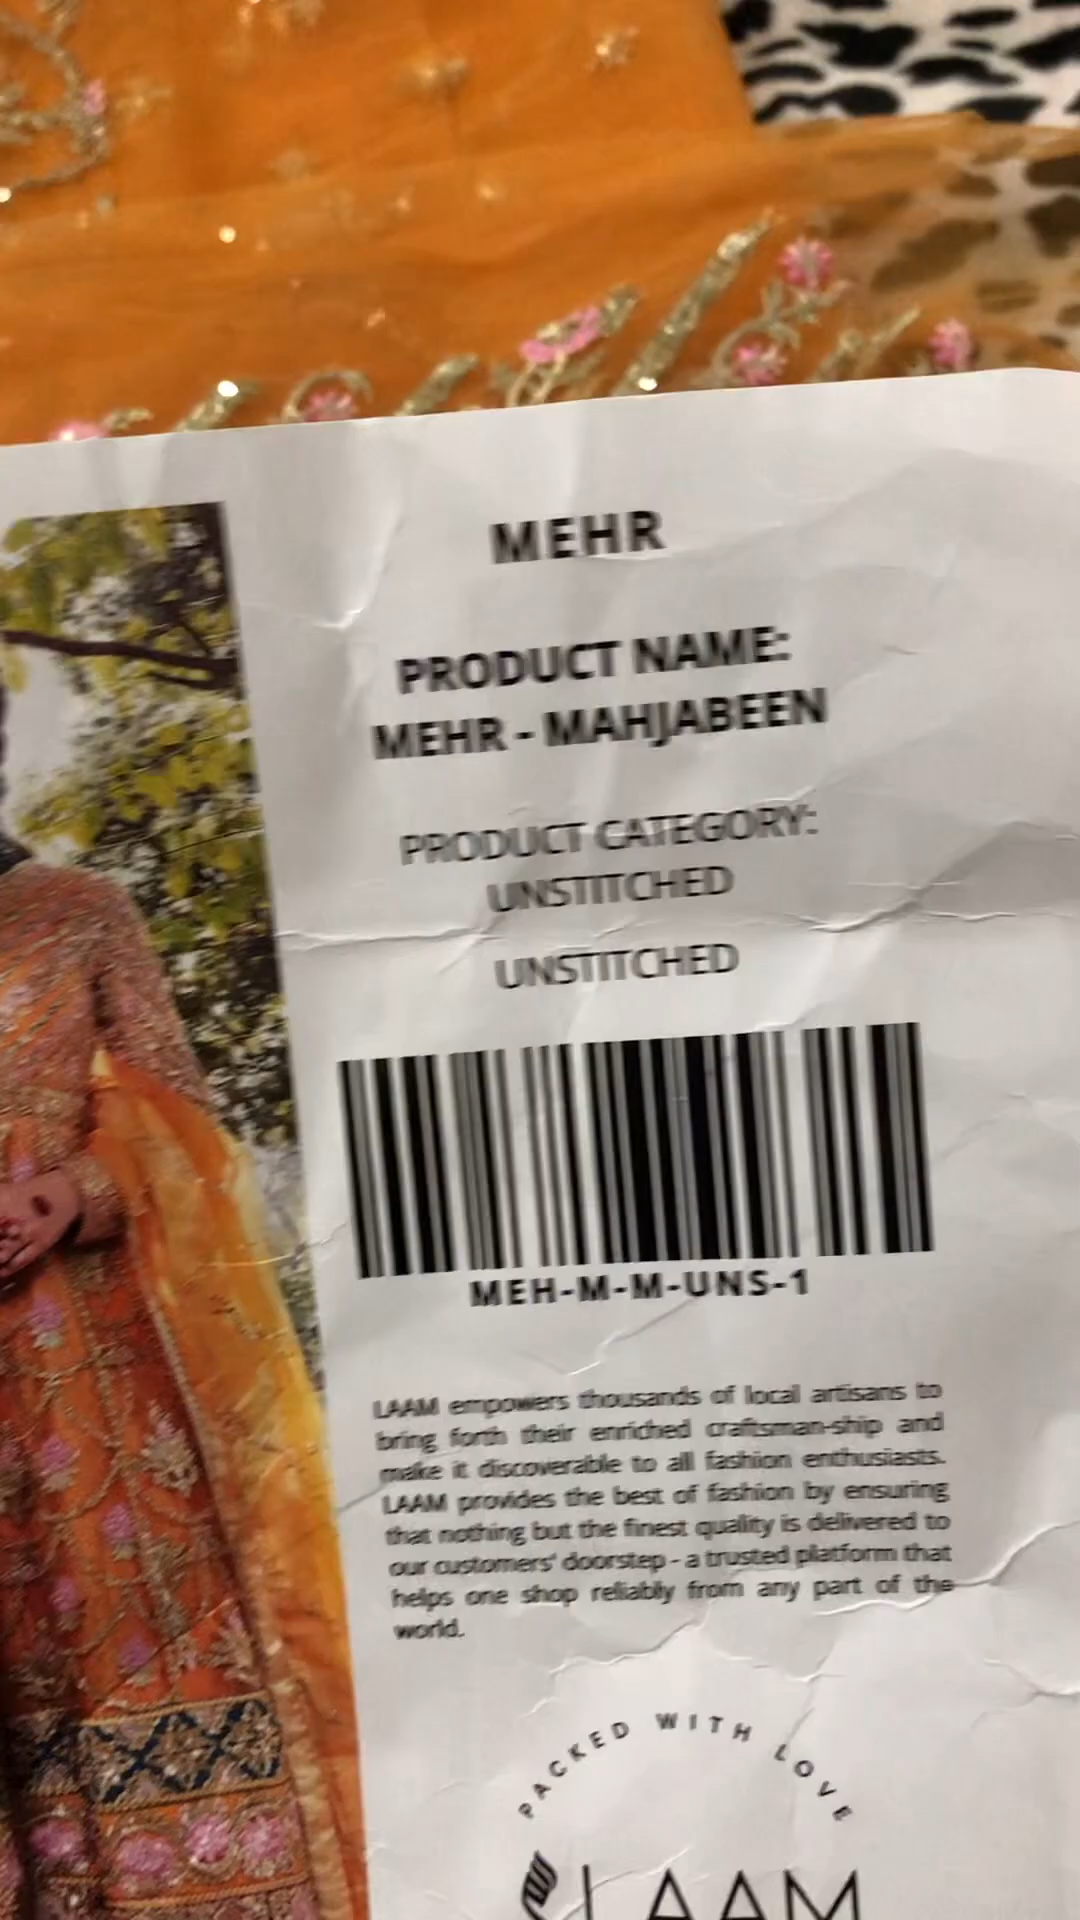 MEHR
PRODUCT NAME:
MEHR - MAHJABEEN
PRODUCT CATEGORY:
UNSTITCHED
UNSTITCHED
MEH-M-M-UNS-1
LAAM empowers thousands of local artisans to
bring forth their enriched craftsman-ship and
make it discoverable to all fashion enthusiasts.
LAAM provides the best of fashion by ensuring
that nothing but the finest quality is delivered to
our customers' doorstep - a trusted platform that
helps one shop reliably from any part of the
world.
PACKED WITH LOVE
LAAM